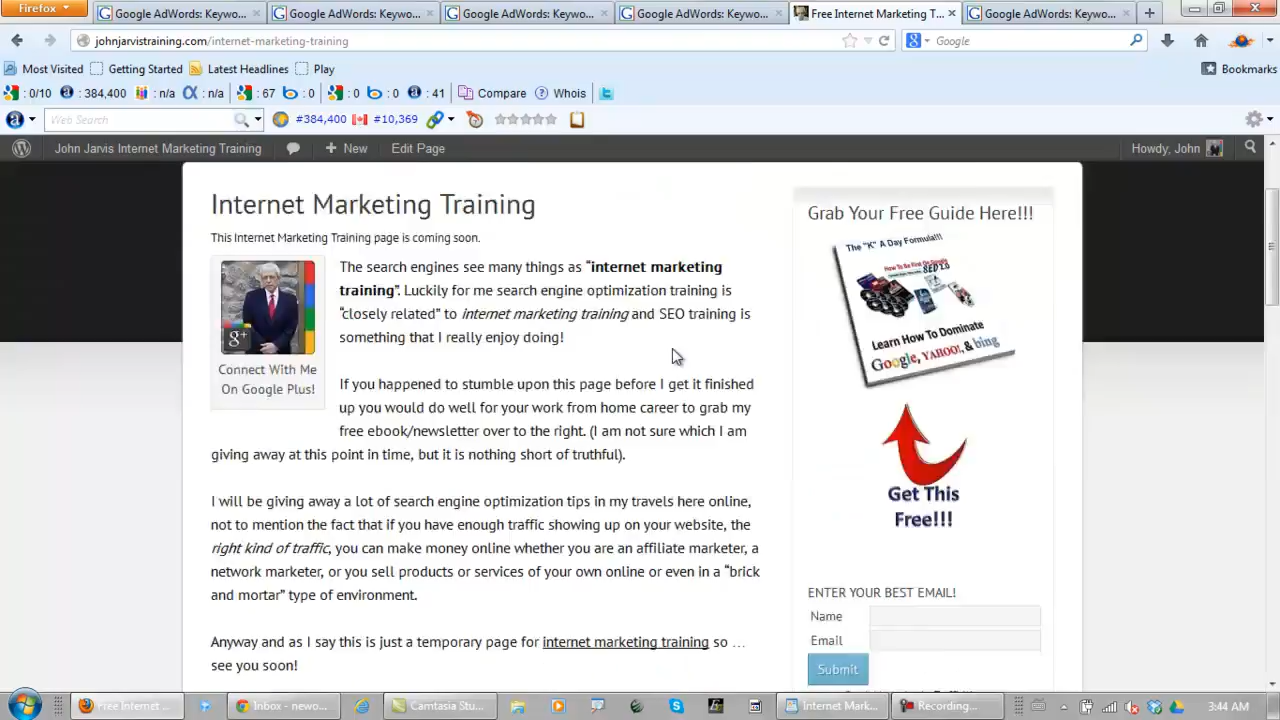 Firefox
Google AdWords: Keywo...
Google AdWords: Keywo...
Google AdWords: Keywo...
Google AdWords: Keywo...
Free Internet Marketing T...
Google AdWords: Keywo...
johnjarvistraining.com/internet-marketing-training
Google
Most Visited
Getting Started
Latest Headlines
Play
Bookmarks
: 0/10
: 384,400
: n/a
: n/a
: 67
: 0
: 0
: 0
: 41
Compare
Whois
Web Search
#384,400
#10,369
John Jarvis Internet Marketing Training
+ New
Edit Page
Howdy, John
Internet Marketing Training
This Internet Marketing Training page is coming soon.
The search engines see many things as “internet marketing
training”. Luckily for me search engine optimization training is
“closely related” to internet marketing training and SEO training is
something that I really enjoy doing!
g+
Connect With Me
On Google Plus!
If you happened to stumble upon this page before I get it finished
up you would do well for your work from home career to grab my
free ebook/newsletter over to the right. (I am not sure which I am
giving away at this point in time, but it is nothing short of truthful).
I will be giving away a lot of search engine optimization tips in my travels here online,
not to mention the fact that if you have enough traffic showing up on your website, the
right kind of traffic, you can make money online whether you are an affiliate marketer, a
network marketer, or you sell products or services of your own online or even in a “brick
and mortar” type of environment.
Anyway and as I say this is just a temporary page for internet marketing training so …
see you soon!
Grab Your Free Guide Here!!!
The "K" A Day Formula!!!
How To Be First On Google
SEO 2.0
Learn How To Dominate
Google, YAHOO!, & bing
Get This
Free!!!
ENTER YOUR BEST EMAIL!
Name
Email
Submit
Free Internet ...
Inbox - newo...
Camtasia Stu...
Internet Mark...
Recording...
3:44 AM